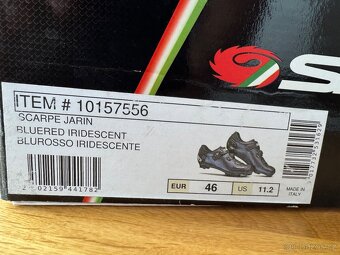 ITEM # 10157556
SCARPE JARIN
BLUERED IRIDESCENT
BLUROSSO IRIDESCENTE
EUR 46 US 11.2
MADE IN
ITALY
S